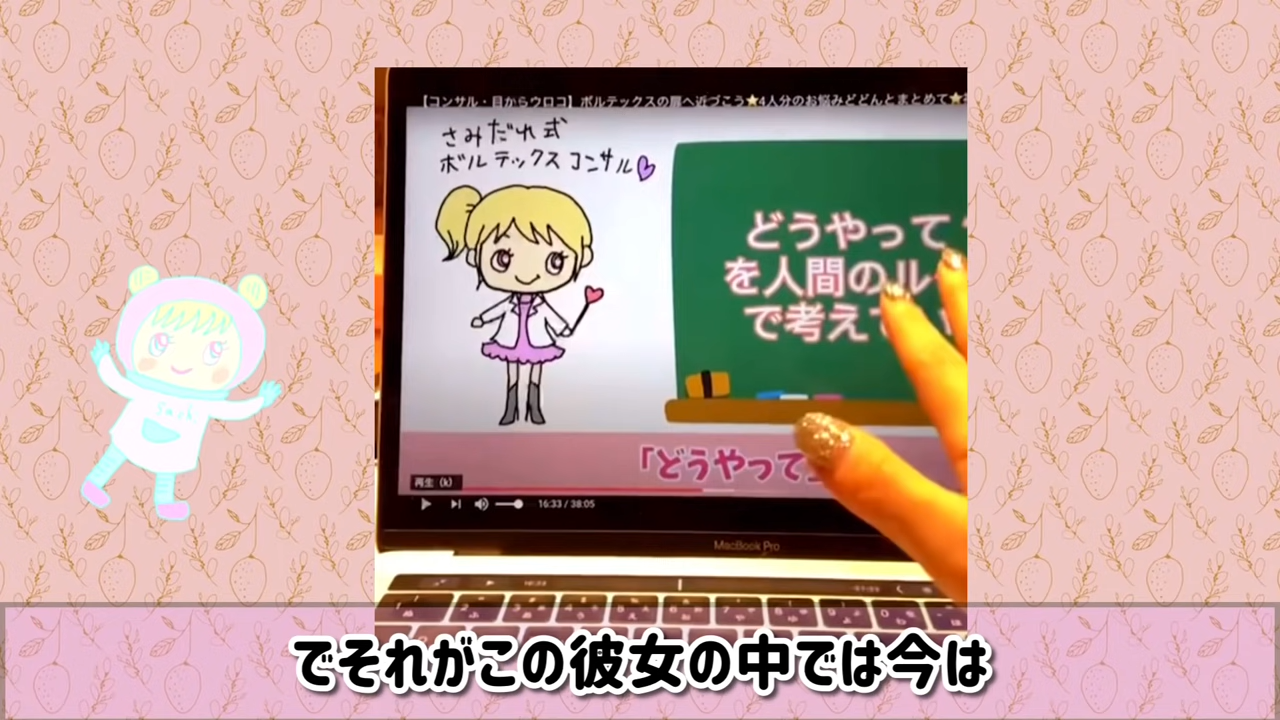 【コンサル・目からウロコ】ボルテックスの扉へ近づこう⭐4人分のお悩みどどんとまとめて⭐
さみだれ式
ボルテックスコンサル
どうやって
を人間のル
で考えて
「どうやって
再生 (k)
16:33 / 38:05
MacBook Pro
でそれがこの彼女の中では今は